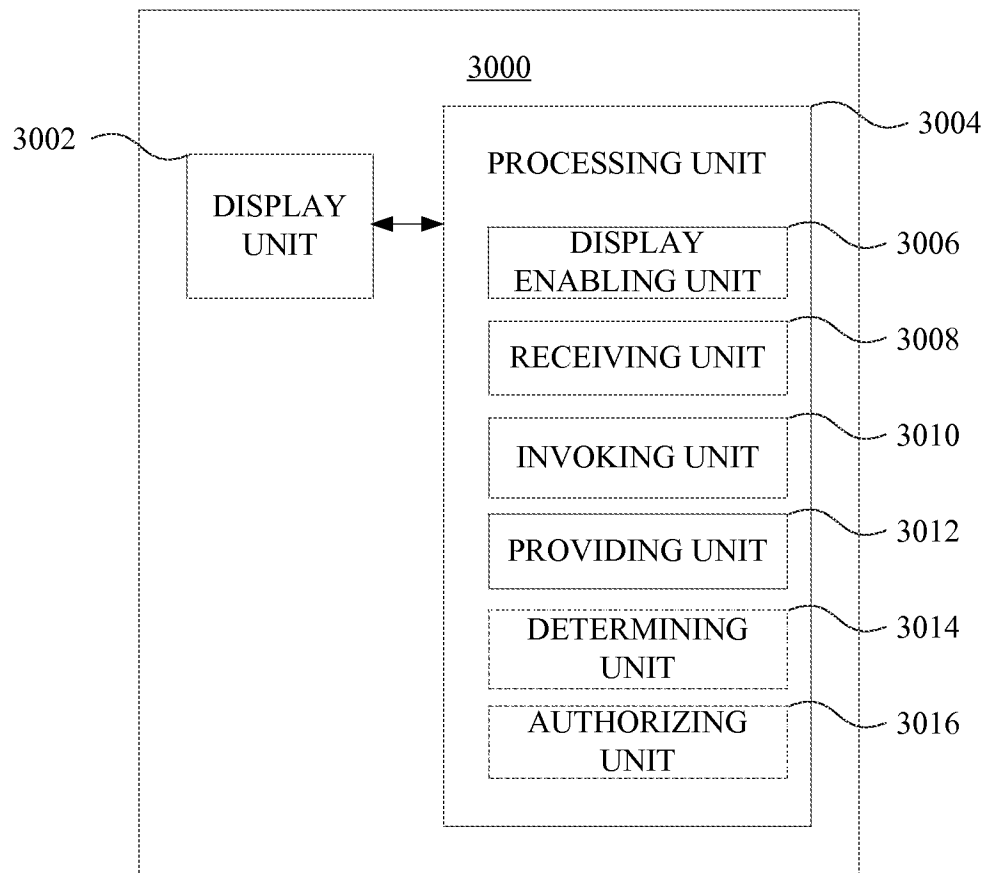 3000
3002
3004
DISPLAY
UNIT
PROCESSING UNIT
DISPLAY
ENABLING UNIT
3006
RECEIVING UNIT
3008
INVOKING UNIT
3010
PROVIDING UNIT
3012
DETERMINING
UNIT
3014
AUTHORIZING
UNIT
3016